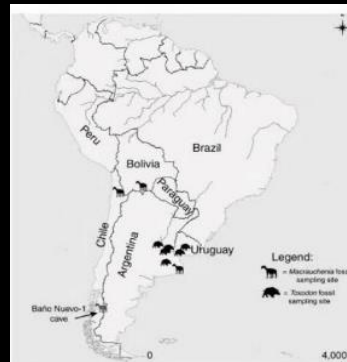 Peru
Brazil
Bolivia
Paraguay
Chile
Argentina
Uruguay
Legend:
= Macrauchenia fos
sampling site
= Toxodon fossil
sampling site
Baño Nuevo-1
cave
0
4,000